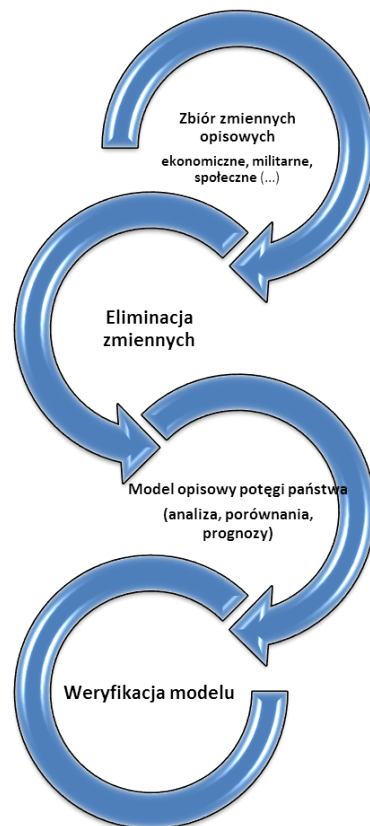 Zbiór zmiennych
opisowych
ekonomiczne, militarne,
społeczne (...)
Eliminacja
zmiennych
Model opisowy potęgi państwa
(analiza, porównania,
prognozy)
Weryfikacja modelu